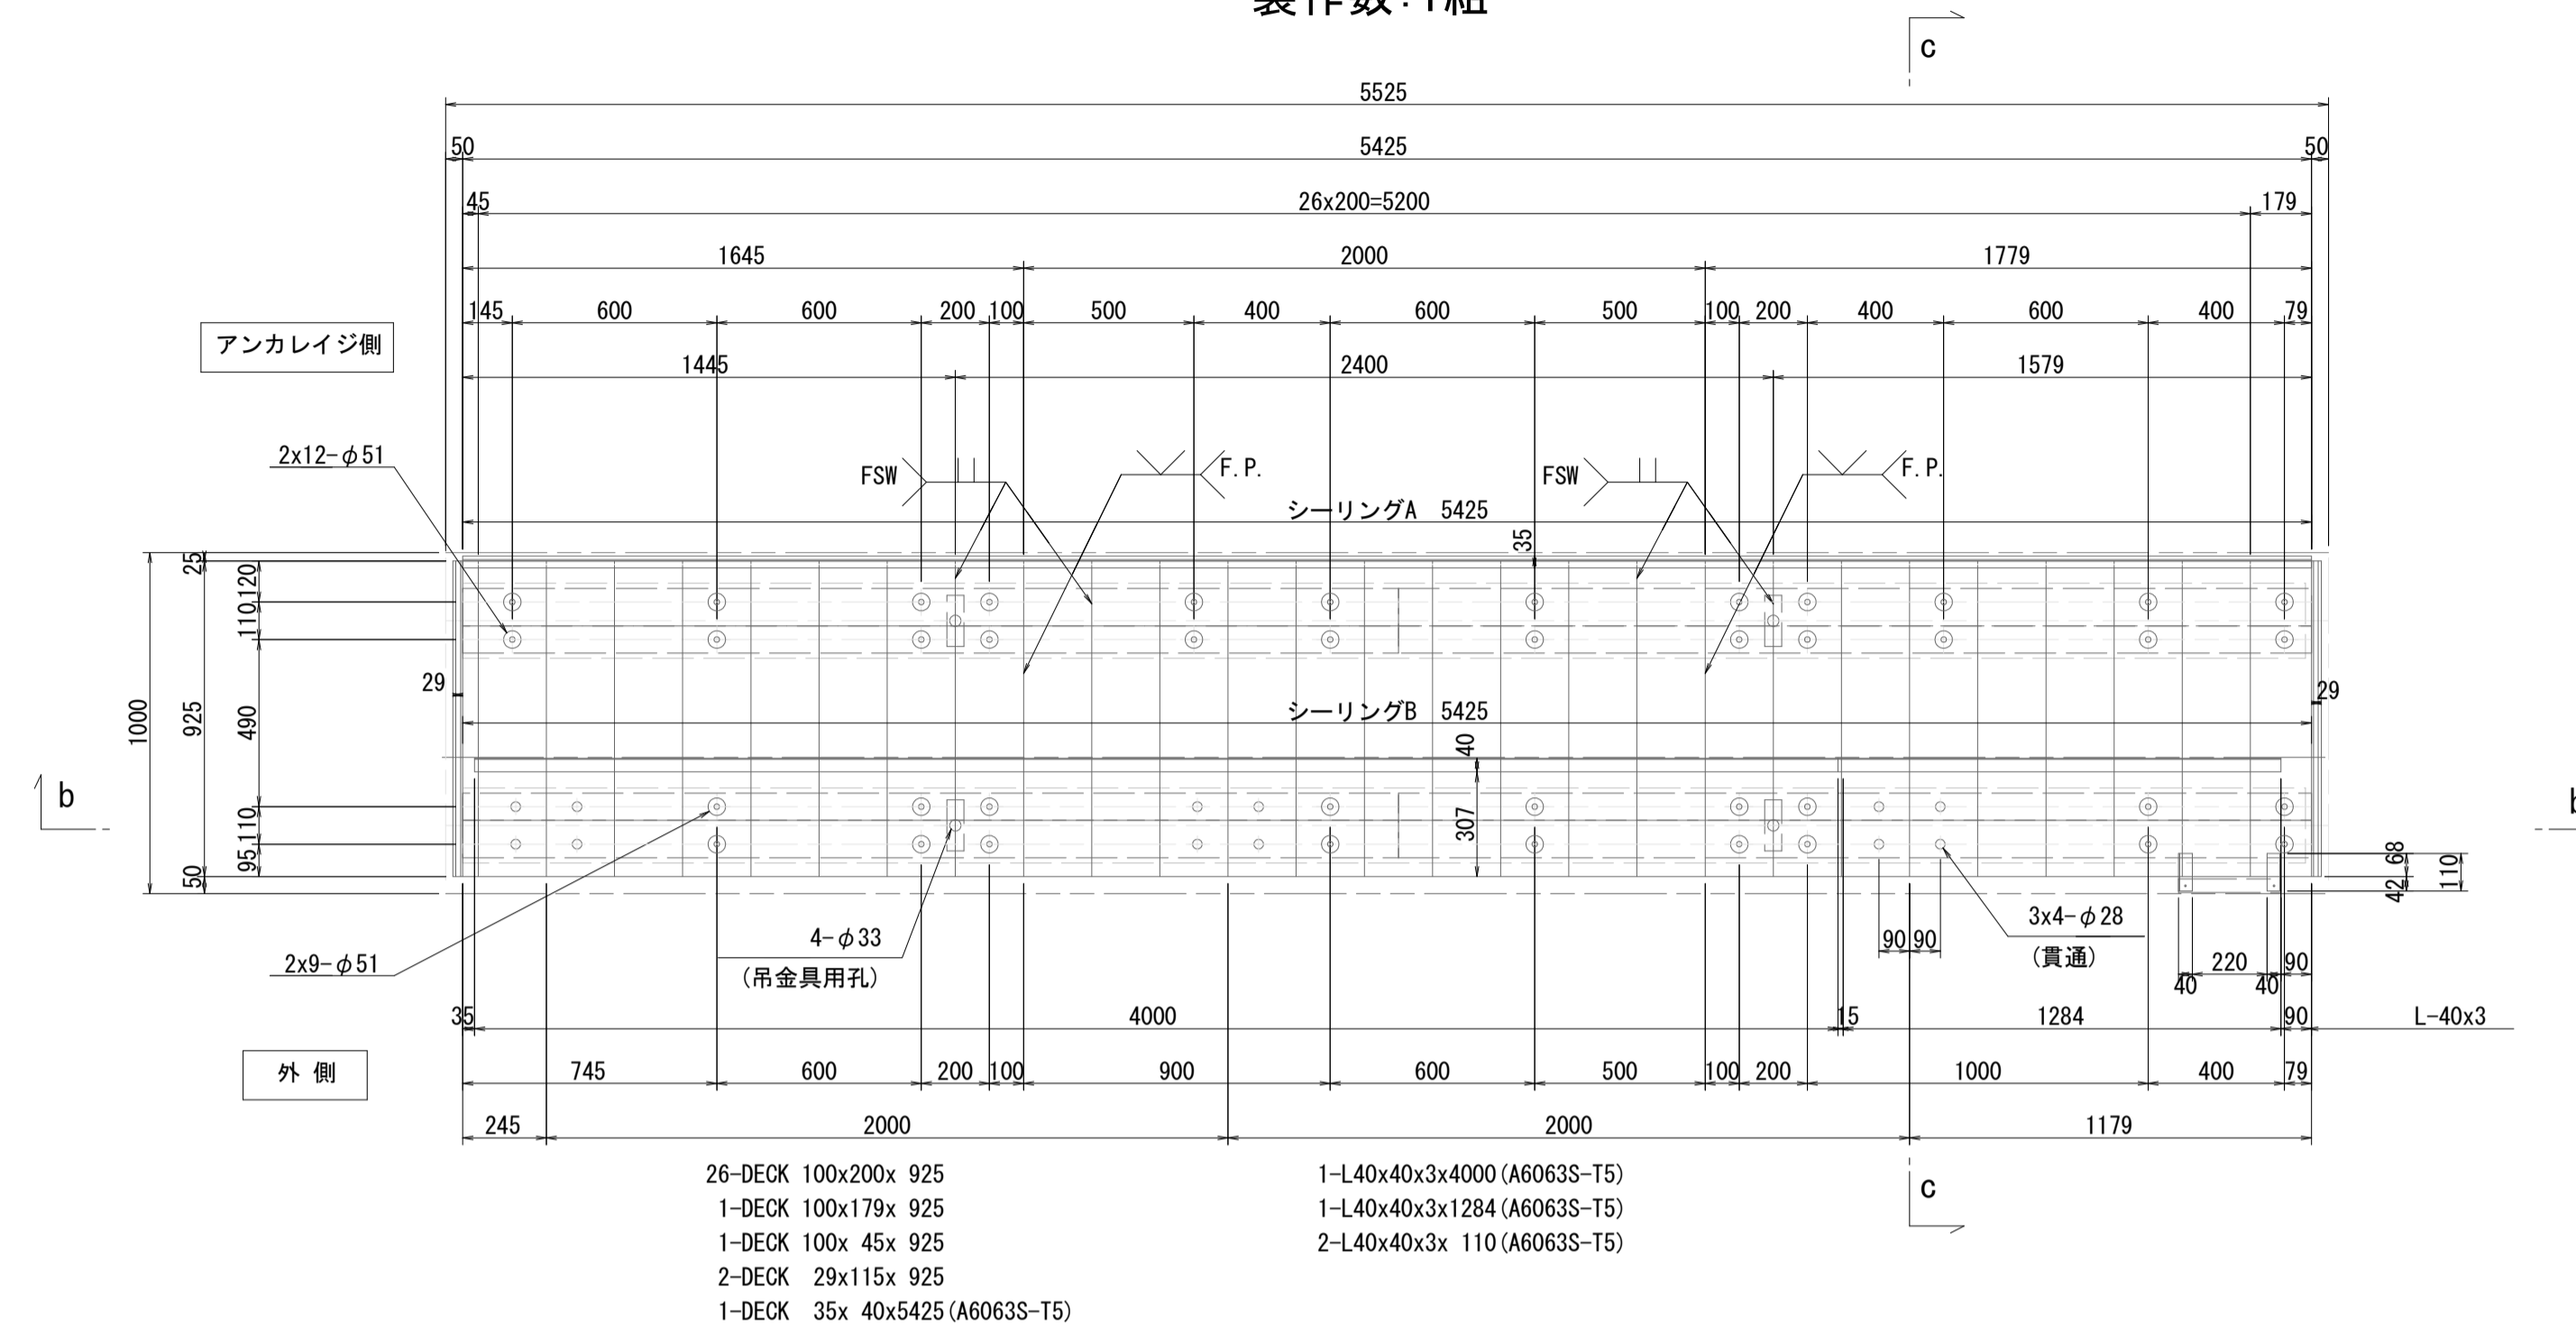 製作数:1組
c
5525
50 5425 50
45 26x200=5200 179
1645 2000 1779
145 600 600 200 100 500 400 600 500 100 200 400 600 400 79
アンカレイジ側
1445 2400 1579
2x12-φ51
FSW F.P. FSW F.P.
シーリングA 5425
35
25
120
110
29
1000
925
490
29
シーリングB 5425
40
b
307
110
95
50
68
110
42
2x9-φ51
4-φ33
(吊金具用孔)
90 90
3x4-φ28
(貫通)
40 220 40 90
35 4000 15 1284 90 L-40x3
外 側
745 600 200 100 900 600 500 100 200 1000 400 79
245 2000 2000 1179
26-DECK 100x200x 925
1-DECK 100x179x 925
1-DECK 100x 45x 925
2-DECK 29x115x 925
1-DECK 35x 40x5425(A6063S-T5)
1-L40x40x3x4000(A6063S-T5)
1-L40x40x3x1284(A6063S-T5)
2-L40x40x3x 110(A6063S-T5)
c